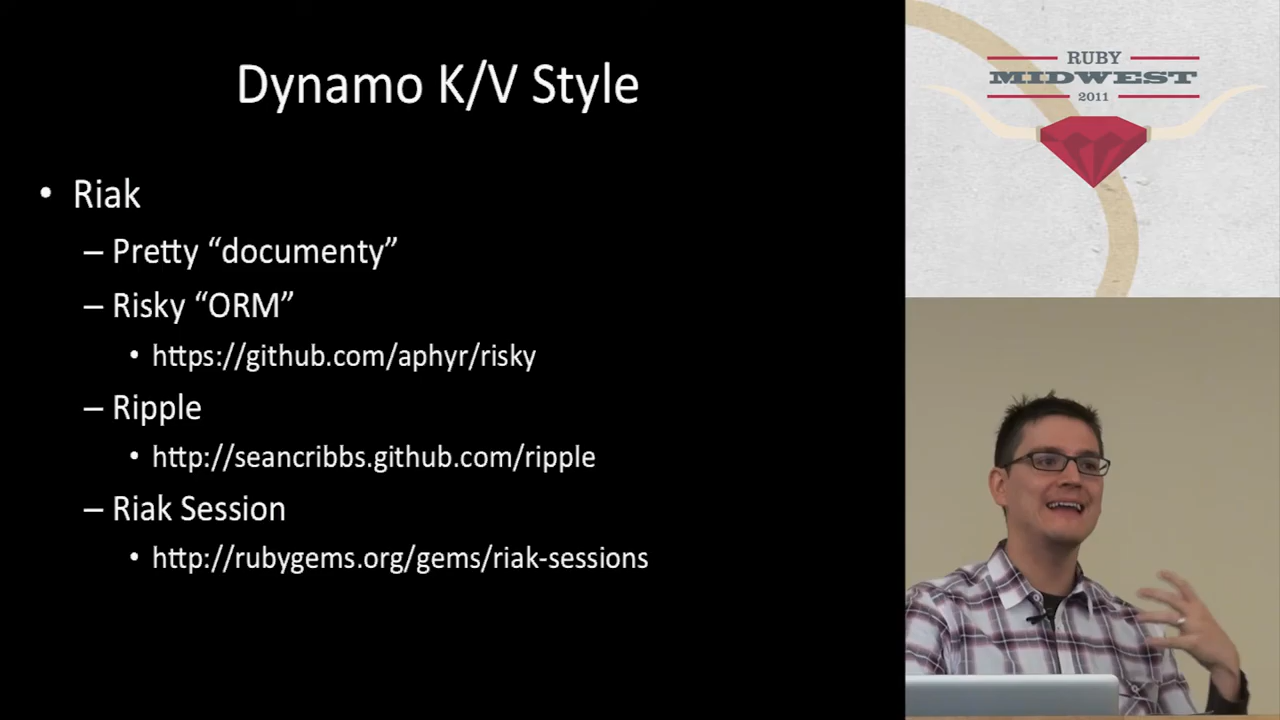 Dynamo K/V Style
• Riak
– Pretty “documenty”
– Risky “ORM”
• https://github.com/aphyr/risky
– Ripple
• http://seancribbs.github.com/ripple
– Riak Session
• http://rubygems.org/gems/riak-sessions
RUBY
MIDWEST
2011